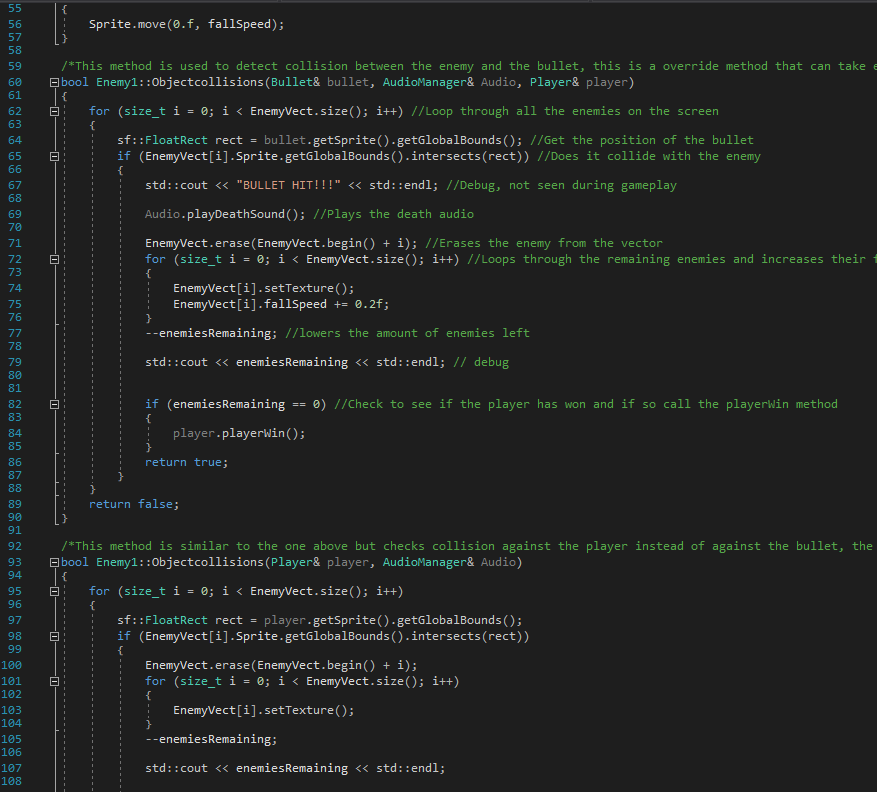 55 {
56 Sprite.move(0.f, fallSpeed);
57 }
58
59 /*This method is used to detect collision between the enemy and the bullet, this is a override method that can take
60 bool Enemy1::Objectcollisions(Bullet& bullet, AudioManager& Audio, Player& player)
61 {
62 for (size_t i = 0; i < EnemyVect.size(); i++) //Loop through all the enemies on the screen
63 {
64 sf::FloatRect rect = bullet.getSprite().getGlobalBounds(); //Get the position of the bullet
65 if (EnemyVect[i].Sprite.getGlobalBounds().intersects(rect)) //Does it collide with the enemy
66 {
67 std::cout << "BULLET HIT!!!" << std::endl; //Debug, not seen during gameplay
68
69 Audio.playDeathSound(); //Plays the death audio
70
71 EnemyVect.erase(EnemyVect.begin() + i); //Erases the enemy from the vector
72 for (size_t i = 0; i < EnemyVect.size(); i++) //Loops through the remaining enemies and increases their
73 {
74 EnemyVect[i].setTexture();
75 EnemyVect[i].fallSpeed += 0.2f;
76 }
77 --enemiesRemaining; //lowers the amount of enemies left
78
79 std::cout << enemiesRemaining << std::endl; // debug
80
81
82 if (enemiesRemaining == 0) //Check to see if the player has won and if so call the playerWin method
83 {
84 player.playerWin();
85 }
86 return true;
87 }
88 }
89 return false;
90 }
91
92 /*This method is similar to the one above but checks collision against the player instead of against the bullet, the
93 bool Enemy1::Objectcollisions(Player& player, AudioManager& Audio)
94 {
95 for (size_t i = 0; i < EnemyVect.size(); i++)
96 {
97 sf::FloatRect rect = player.getSprite().getGlobalBounds();
98 if (EnemyVect[i].Sprite.getGlobalBounds().intersects(rect))
99 {
100 EnemyVect.erase(EnemyVect.begin() + i);
101 for (size_t i = 0; i < EnemyVect.size(); i++)
102 {
103 EnemyVect[i].setTexture();
104 }
105 --enemiesRemaining;
106
107 std::cout << enemiesRemaining << std::endl;
108